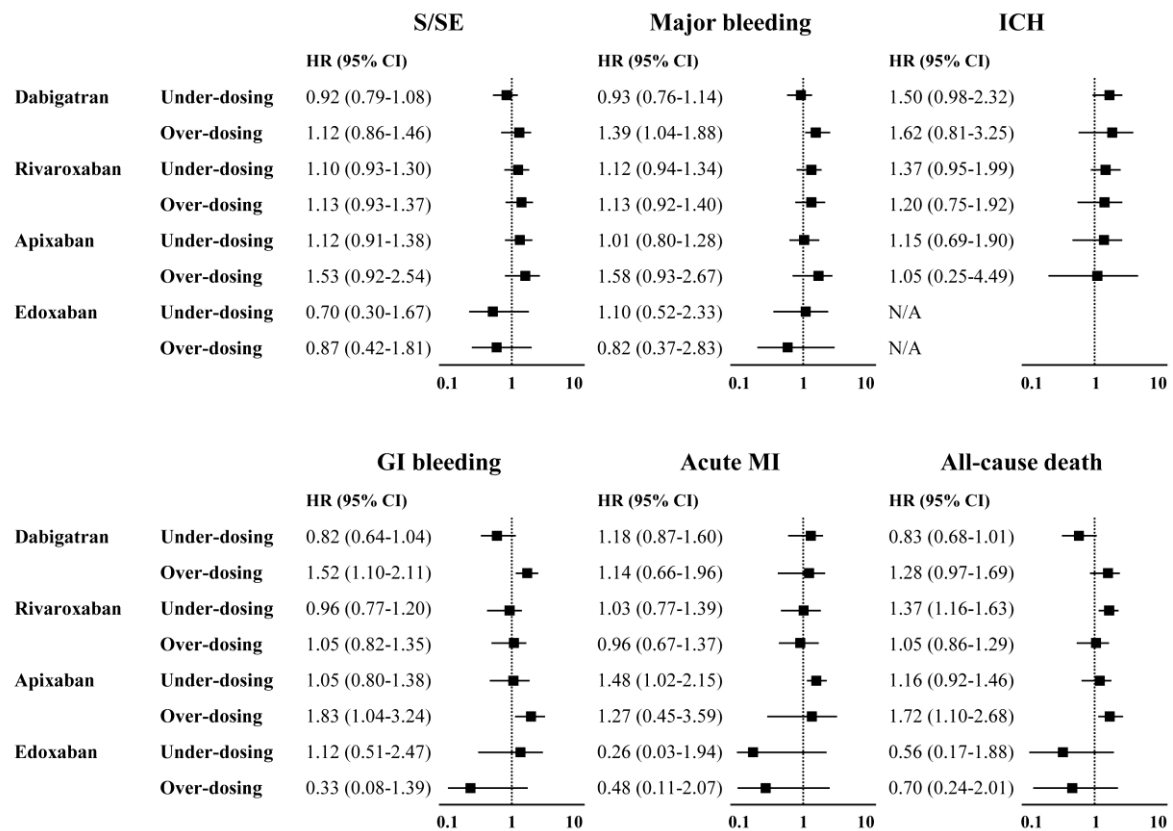 S/SE Major bleeding ICH
HR (95% CI) HR (95% CI) HR (95% CI)
Dabigatran Under-dosing 0.92 (0.79-1.08) 0.93 (0.76-1.14) 1.50 (0.98-2.32)
Over-dosing 1.12 (0.86-1.46) 1.39 (1.04-1.88) 1.62 (0.81-3.25)
Rivaroxaban Under-dosing 1.10 (0.93-1.30) 1.12 (0.94-1.34) 1.37 (0.95-1.99)
Over-dosing 1.13 (0.93-1.37) 1.13 (0.92-1.40) 1.20 (0.75-1.92)
Apixaban Under-dosing 1.12 (0.91-1.38) 1.01 (0.80-1.28) 1.15 (0.69-1.90)
Over-dosing 1.53 (0.92-2.54) 1.58 (0.93-2.67) 1.05 (0.25-4.49)
Edoxaban Under-dosing 0.70 (0.30-1.67) 1.10 (0.52-2.33) N/A
Over-dosing 0.87 (0.42-1.81) 0.82 (0.37-2.83) N/A
0.1 1 10 0.1 1 10 0.1 1 10
GI bleeding Acute MI All-cause death
HR (95% CI) HR (95% CI) HR (95% CI)
Dabigatran Under-dosing 0.82 (0.64-1.04) 1.18 (0.87-1.60) 0.83 (0.68-1.01)
Over-dosing 1.52 (1.10-2.11) 1.14 (0.66-1.96) 1.28 (0.97-1.69)
Rivaroxaban Under-dosing 0.96 (0.77-1.20) 1.03 (0.77-1.39) 1.37 (1.16-1.63)
Over-dosing 1.05 (0.82-1.35) 0.96 (0.67-1.37) 1.05 (0.86-1.29)
Apixaban Under-dosing 1.05 (0.80-1.38) 1.48 (1.02-2.15) 1.16 (0.92-1.46)
Over-dosing 1.83 (1.04-3.24) 1.27 (0.45-3.59) 1.72 (1.10-2.68)
Edoxaban Under-dosing 1.12 (0.51-2.47) 0.26 (0.03-1.94) 0.56 (0.17-1.88)
Over-dosing 0.33 (0.08-1.39) 0.48 (0.11-2.07) 0.70 (0.24-2.01)
0.1 1 10 0.1 1 10 0.1 1 10